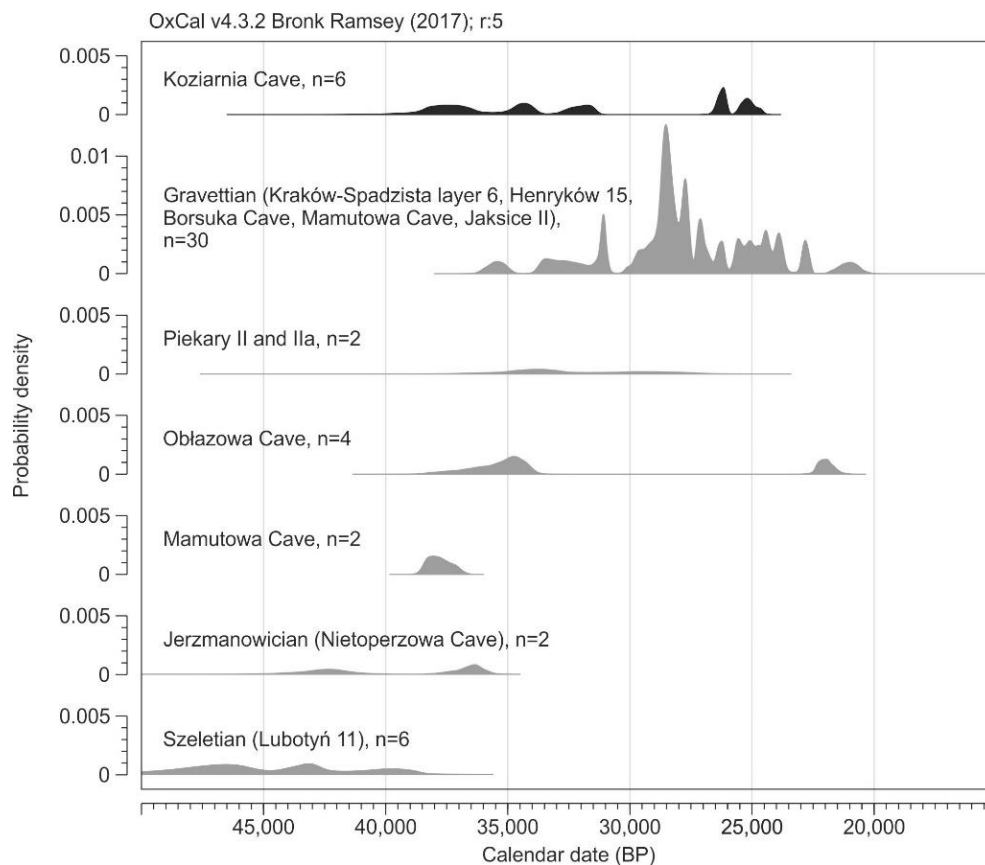 OxCal v4.3.2 Bronk Ramsey (2017); r:5
0.005
Koziarnia Cave, n=6
0
0.01
Gravettian (Kraków-Spadzista layer 6, Henryków 15,
0.005
Borsuka Cave, Mamutowa Cave, Jaksice II),
n=30
0
0.005
Piekary II and IIa, n=2
0
0.005
Obłazowa Cave, n=4
0
Probability density
0.005
Mamutowa Cave, n=2
0
0.005
Jerzmanowician (Nietoperzowa Cave), n=2
0
0.005
Szeletian (Lubotyń 11), n=6
0
45,000 40,000 35,000 30,000 25,000 20,000
Calendar date (BP)